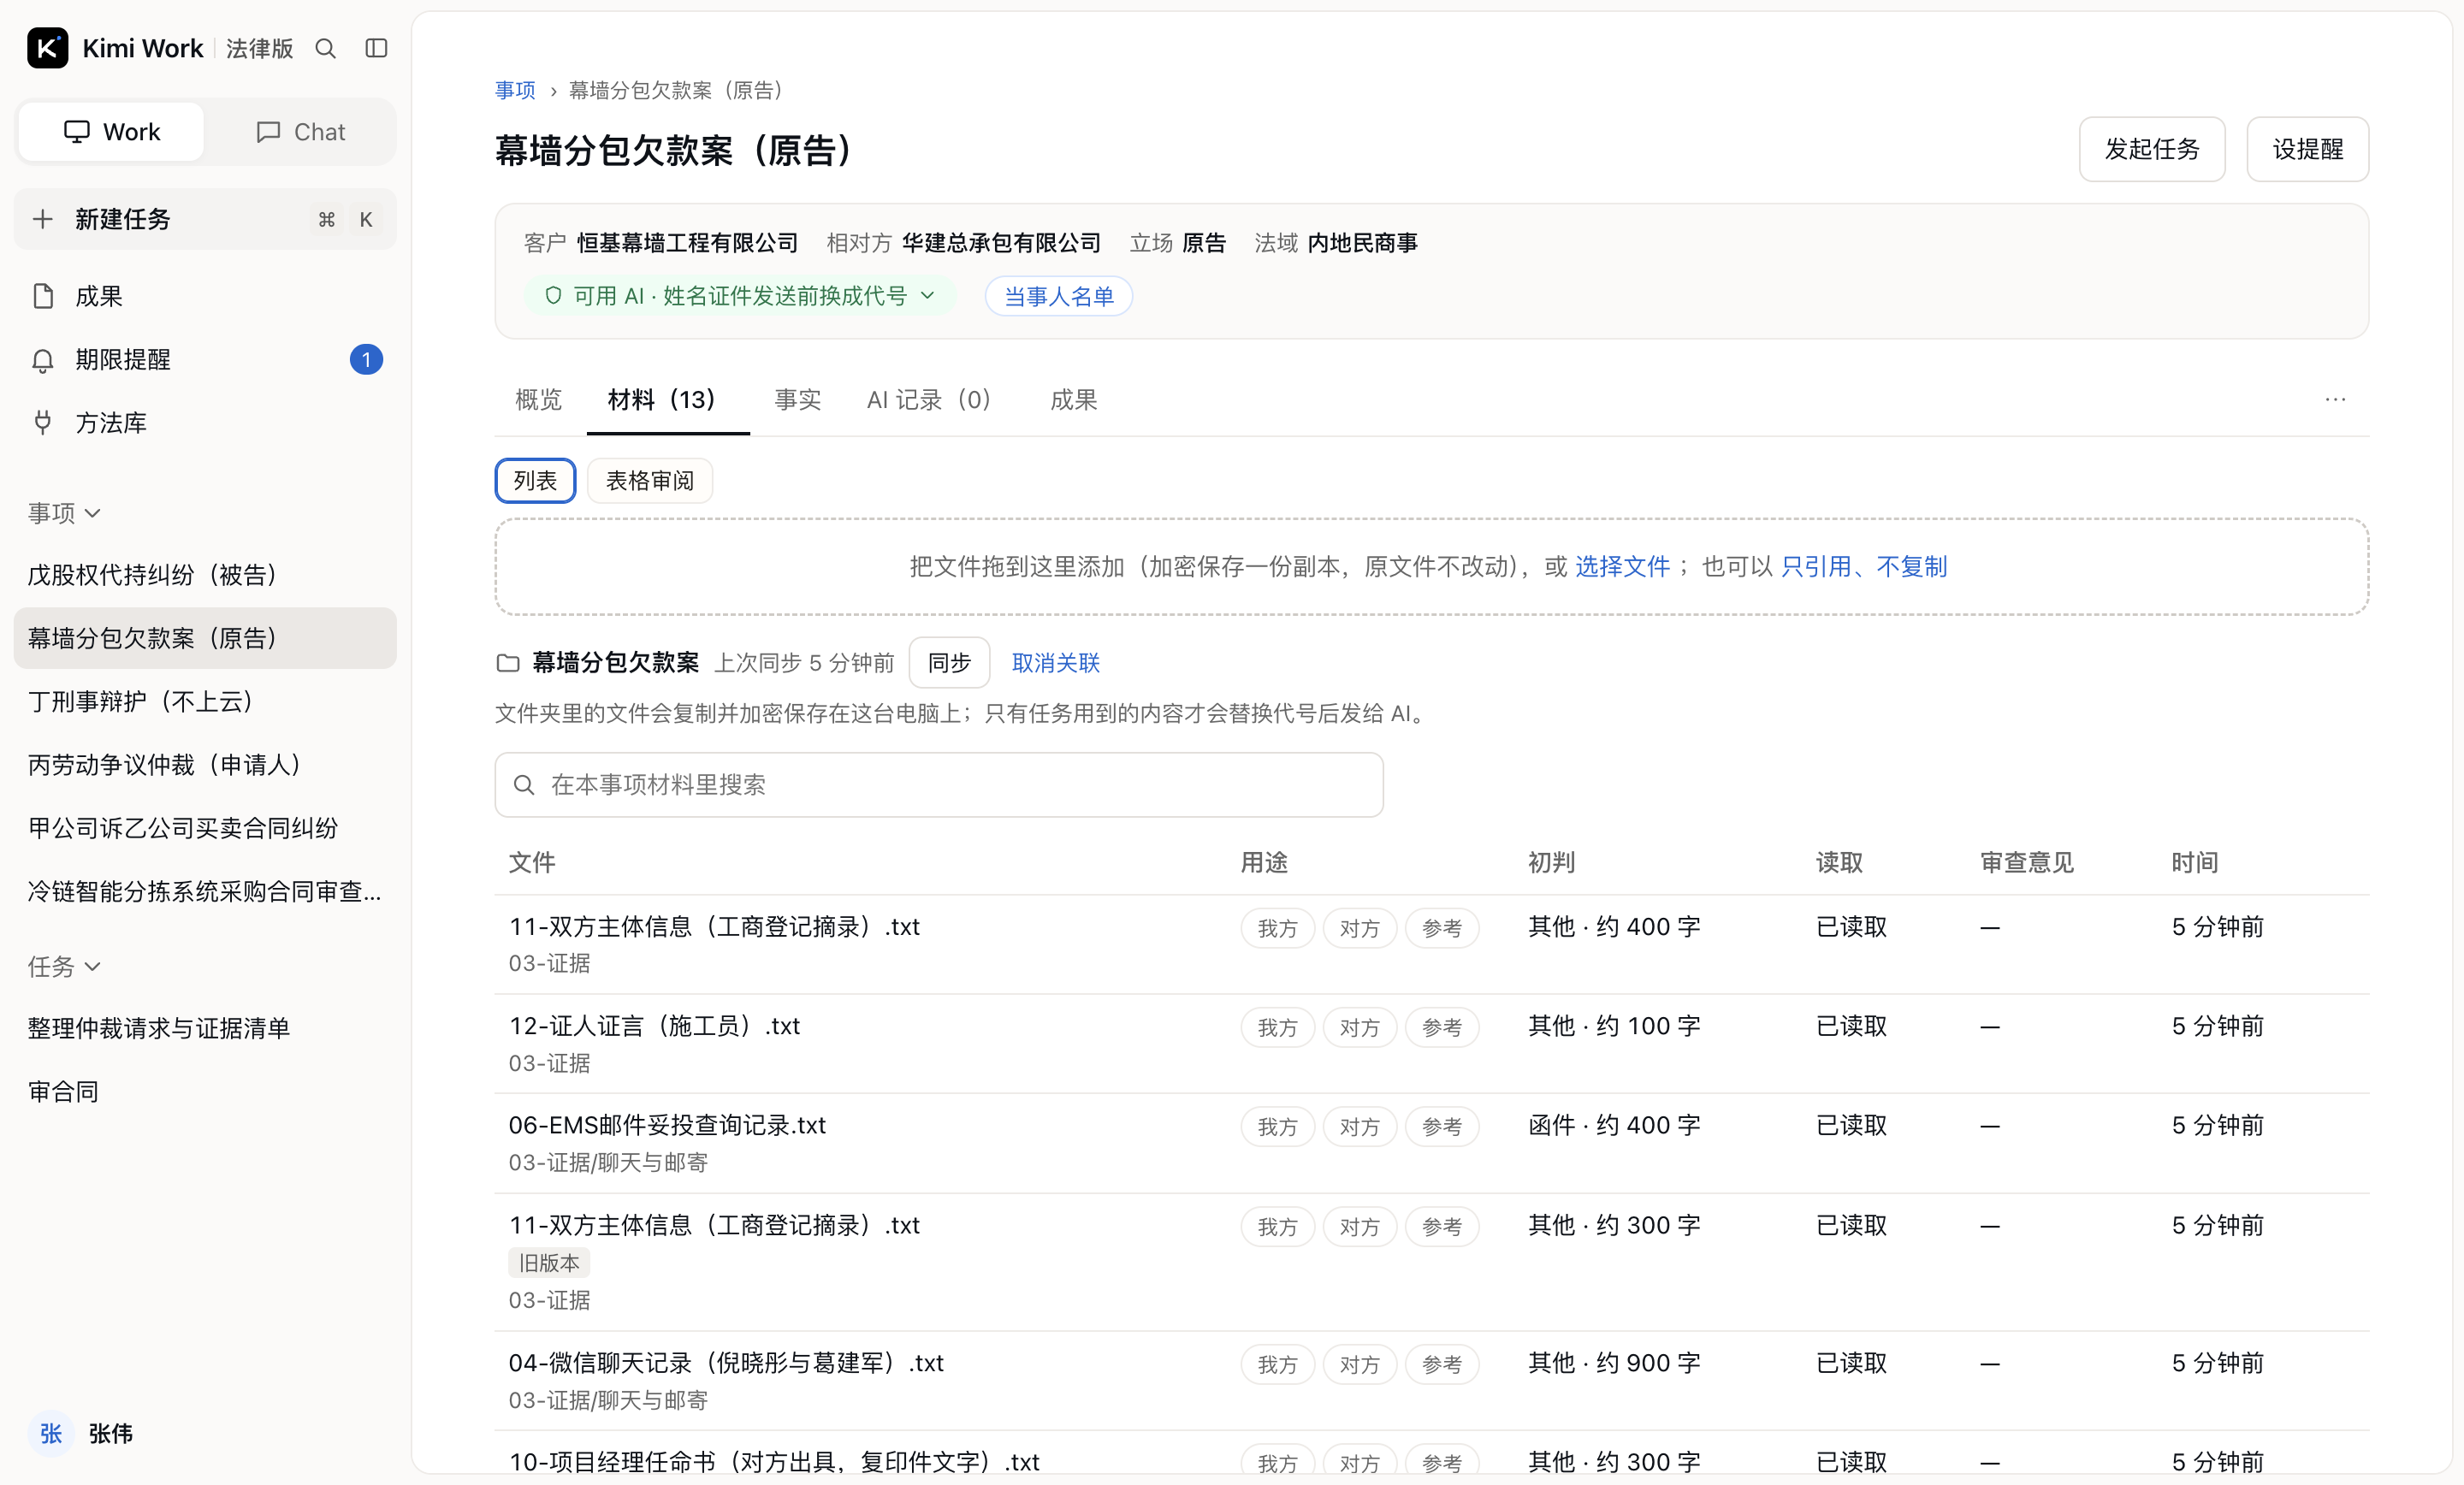 Kimi Work 法律版
Work
Chat
新建任务 ⌘ K
成果
期限提醒 1
方法库
事项
戊股权代持纠纷（被告）
幕墙分包欠款案（原告）
丁刑事辩护（不上云）
丙劳动争议仲裁（申请人）
甲公司诉乙公司买卖合同纠纷
冷链智能分拣系统采购合同审查...
任务
整理仲裁请求与证据清单
审合同
张 张伟
事项 › 幕墙分包欠款案（原告）
幕墙分包欠款案（原告）
发起任务 设提醒
客户 恒基幕墙工程有限公司 相对方 华建总承包有限公司 立场 原告 法域 内地民商事
可用 AI · 姓名证件发送前换成代号 当事人名单
概览 材料（13） 事实 AI 记录（0） 成果 ...
列表 表格审阅
把文件拖到这里添加（加密保存一份副本，原文件不改动），或 选择文件； 也可以 只引用、不复制
幕墙分包欠款案 上次同步 5 分钟前 同步 取消关联
文件夹里的文件会复制并加密保存在这台电脑上；只有任务用到的内容才会替换代号后发给 AI。
在本事项材料里搜索
文件 用途 初判 读取 审查意见 时间
11-双方主体信息（工商登记摘录）.txt 我方 对方 参考 其他 · 约 400 字 已读取 — 5 分钟前
03-证据
12-证人证言（施工员）.txt 我方 对方 参考 其他 · 约 100 字 已读取 — 5 分钟前
03-证据
06-EMS邮件妥投查询记录.txt 我方 对方 参考 函件 · 约 400 字 已读取 — 5 分钟前
03-证据/聊天与邮寄
11-双方主体信息（工商登记摘录）.txt 我方 对方 参考 其他 · 约 300 字 已读取 — 5 分钟前
旧版本
03-证据
04-微信聊天记录（倪晓彤与葛建军）.txt 我方 对方 参考 其他 · 约 900 字 已读取 — 5 分钟前
03-证据/聊天与邮寄
10-项目经理任命书（对方出具，复印件文字）.txt 我方 对方 参考 其他 · 约 300 字 已读取 — 5 分钟前